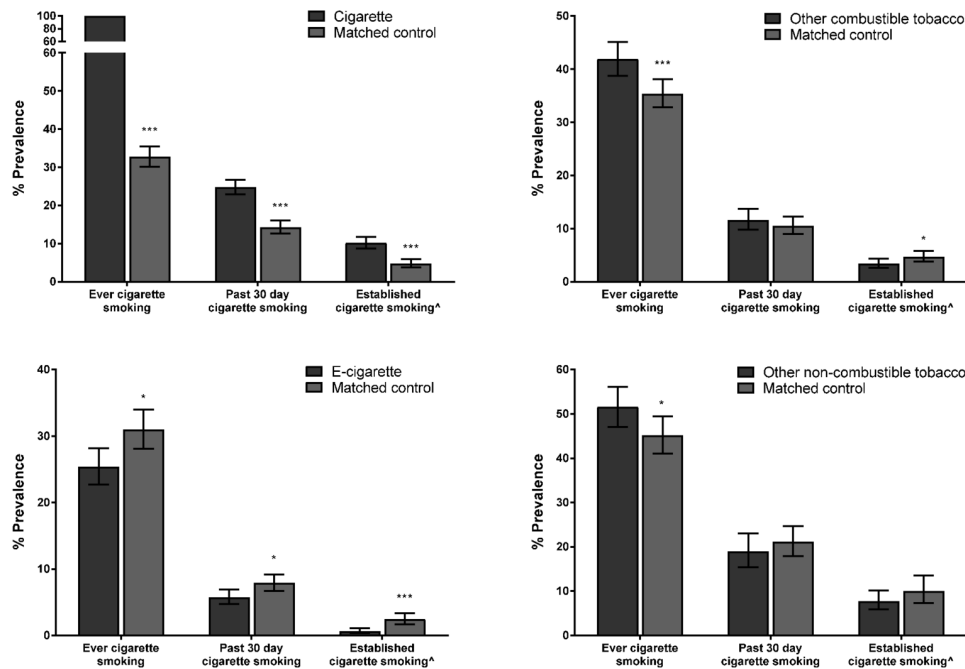 Cigarette
Matched control
% Prevalence
100
80
60
60
50
40
30
20
10
0
***
***
***
Ever cigarette
smoking
Past 30 day
cigarette smoking
Established
cigarette smoking^
Other combustible tobacco
Matched control
% Prevalence
50
40
30
20
10
0
***
*
Ever cigarette
smoking
Past 30 day
cigarette smoking
Established
cigarette smoking^
E-cigarette
Matched control
% Prevalence
40
30
20
10
0
*
*
***
Ever cigarette
smoking
Past 30 day
cigarette smoking
Established
cigarette smoking^
Other non-combustible tobacco
Matched control
% Prevalence
60
50
40
30
20
10
0
*
Ever cigarette
smoking
Past 30 day
cigarette smoking
Established
cigarette smoking^